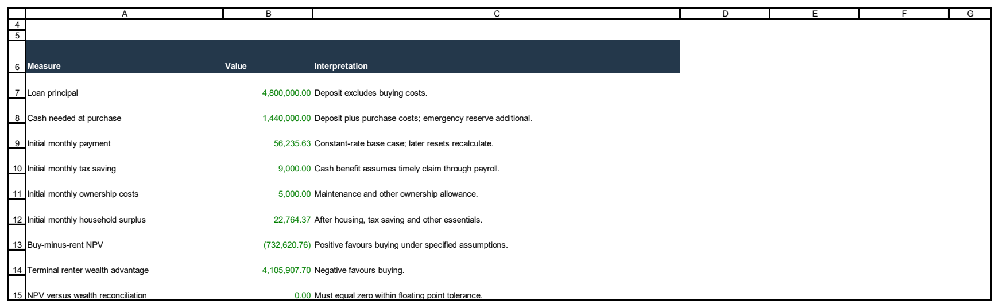 A B C D E F G
4
5
6 Measure Value Interpretation
7 Loan principal 4,800,000.00 Deposit excludes buying costs.
8 Cash needed at purchase 1,440,000.00 Deposit plus purchase costs; emergency reserve additional.
9 Initial monthly payment 56,235.63 Constant-rate base case; later resets recalculate.
10 Initial monthly tax saving 9,000.00 Cash benefit assumes timely claim through payroll.
11 Initial monthly ownership costs 5,000.00 Maintenance and other ownership allowance.
12 Initial monthly household surplus 22,764.37 After housing, tax saving and other essentials.
13 Buy-minus-rent NPV (732,620.76) Positive favours buying under specified assumptions.
14 Terminal renter wealth advantage 4,105,907.70 Negative favours buying.
15 NPV versus wealth reconciliation 0.00 Must equal zero within floating point tolerance.